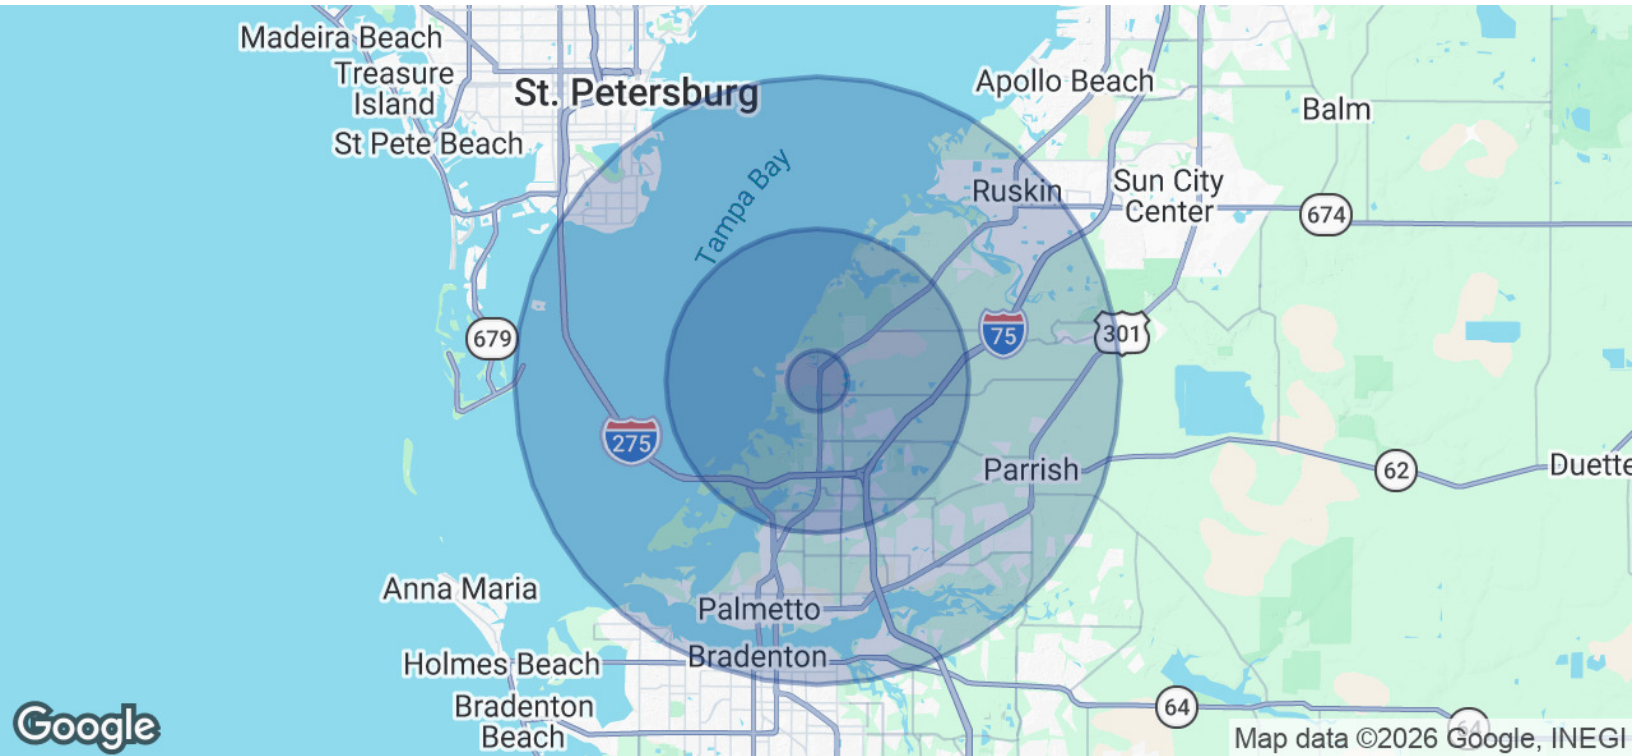 Madeira Beach
Treasure
Island
St. Petersburg
Apollo Beach
Balm
St Pete Beach
Tampa Bay
Ruskin
Sun City
Center
674
679
75
301
275
Parrish
62
Duette
Anna Maria
Palmetto
Holmes Beach
Bradenton
Bradenton
Beach
64
64
Google
Map data ©2026 Google, INEGI